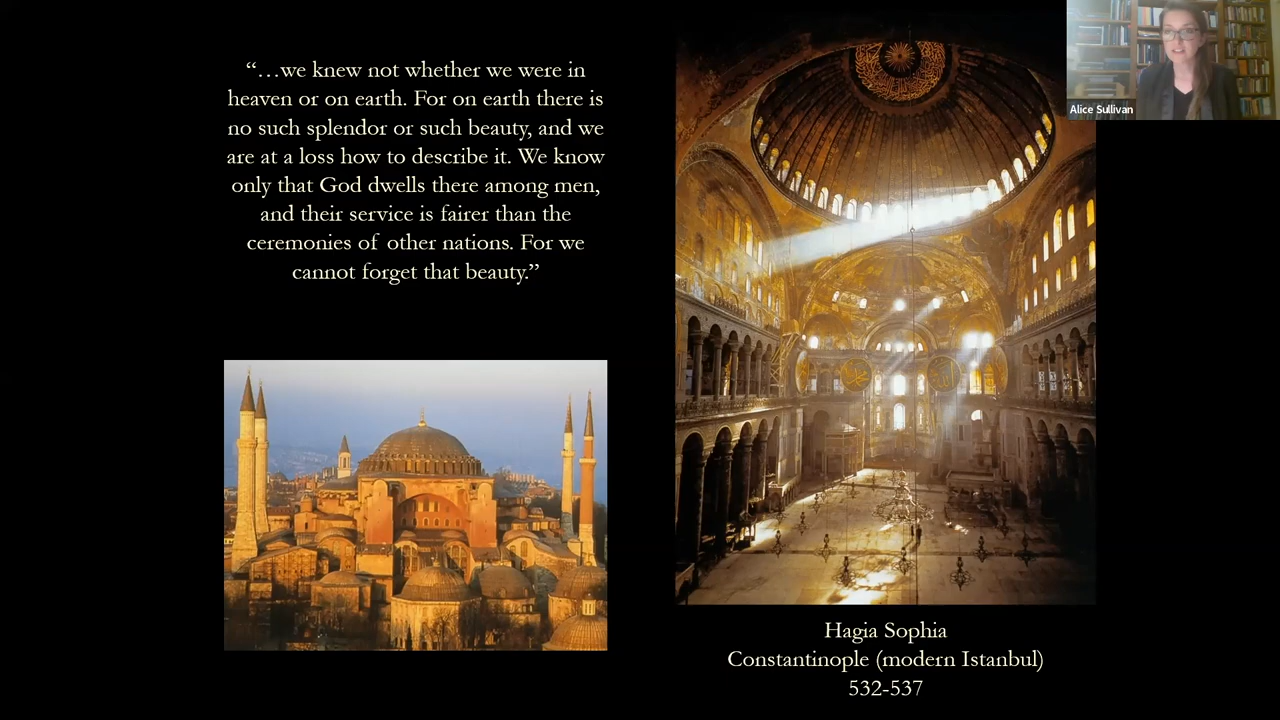 “…we knew not whether we were in
heaven or on earth. For on earth there is
no such splendor or such beauty, and we
are at a loss how to describe it. We know
only that God dwells there among men,
and their service is fairer than the
ceremonies of other nations. For we
cannot forget that beauty.”
Alice Sullivan
Hagia Sophia
Constantinople (modern Istanbul)
532-537